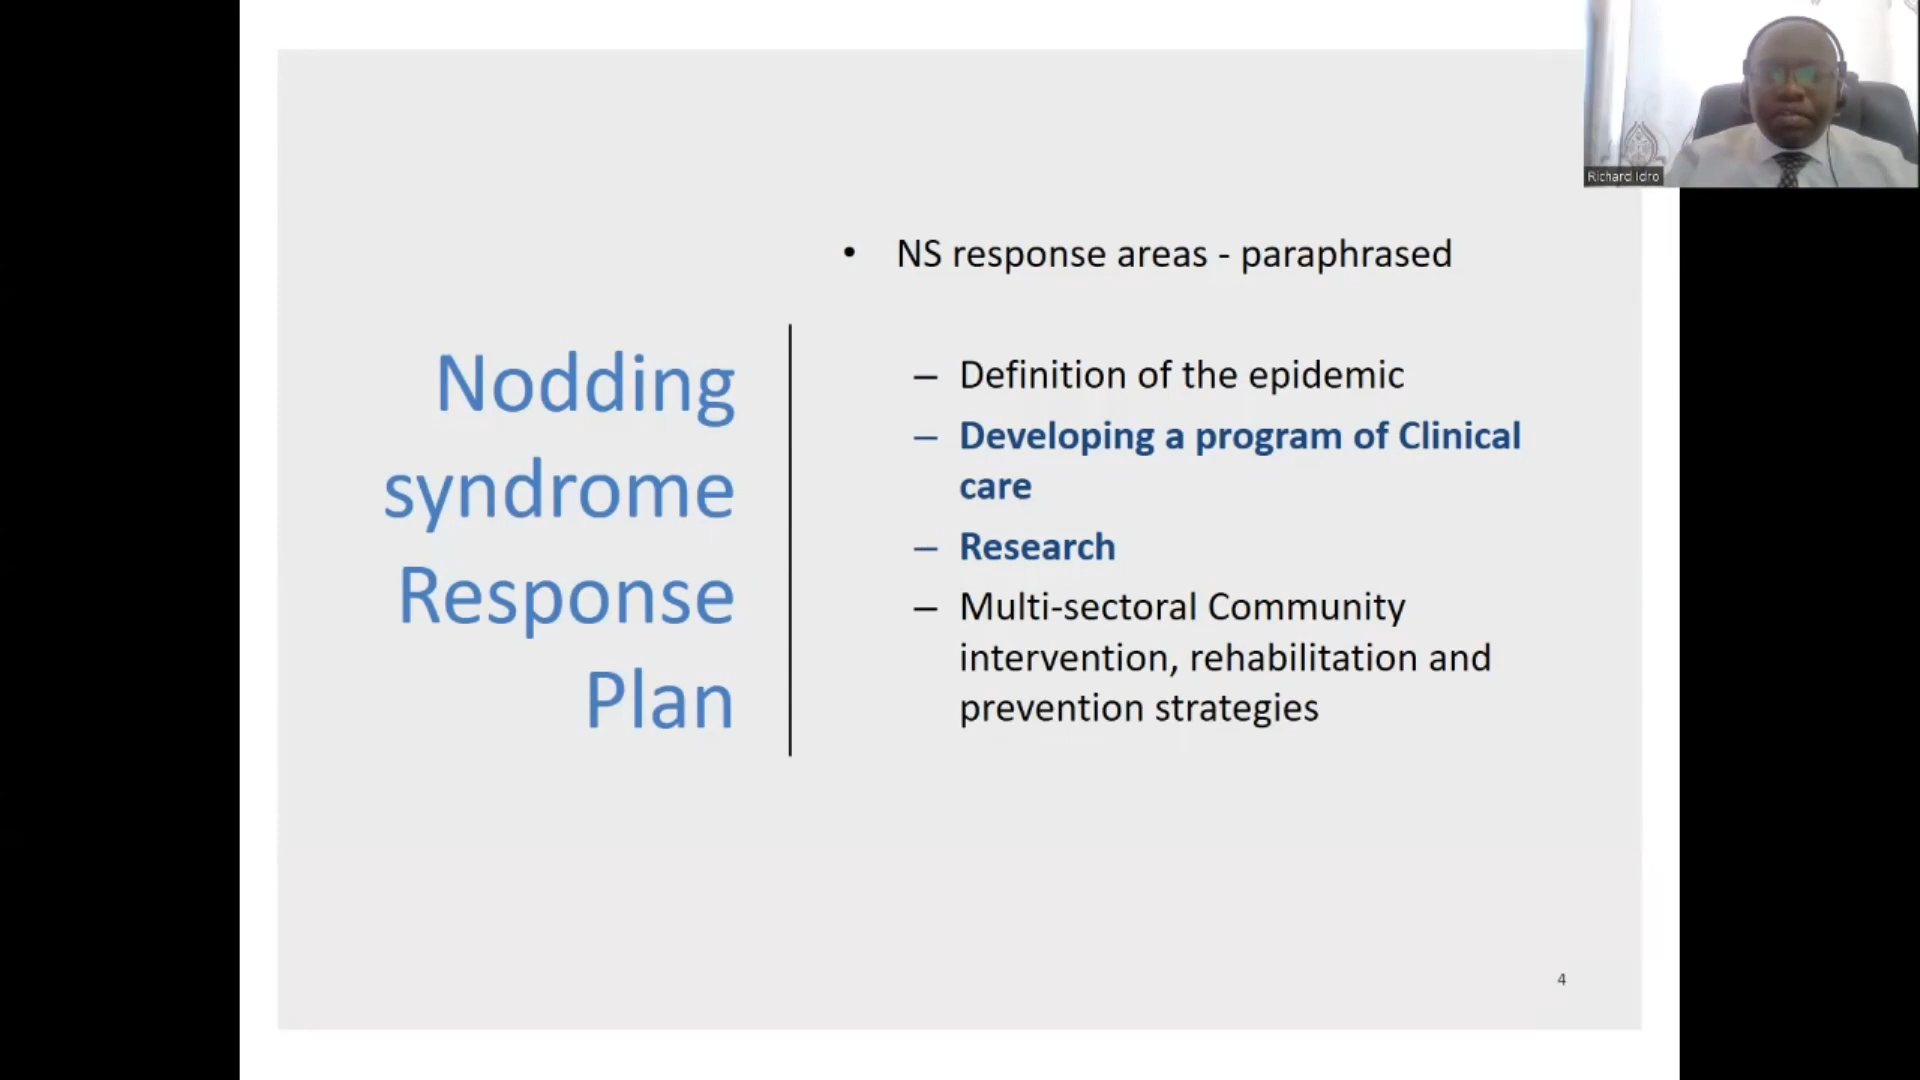 Richard Idro
Nodding
syndrome
Response
Plan
• NS response areas - paraphrased
– Definition of the epidemic
– Developing a program of Clinical
care
– Research
– Multi-sectoral Community
intervention, rehabilitation and
prevention strategies
4